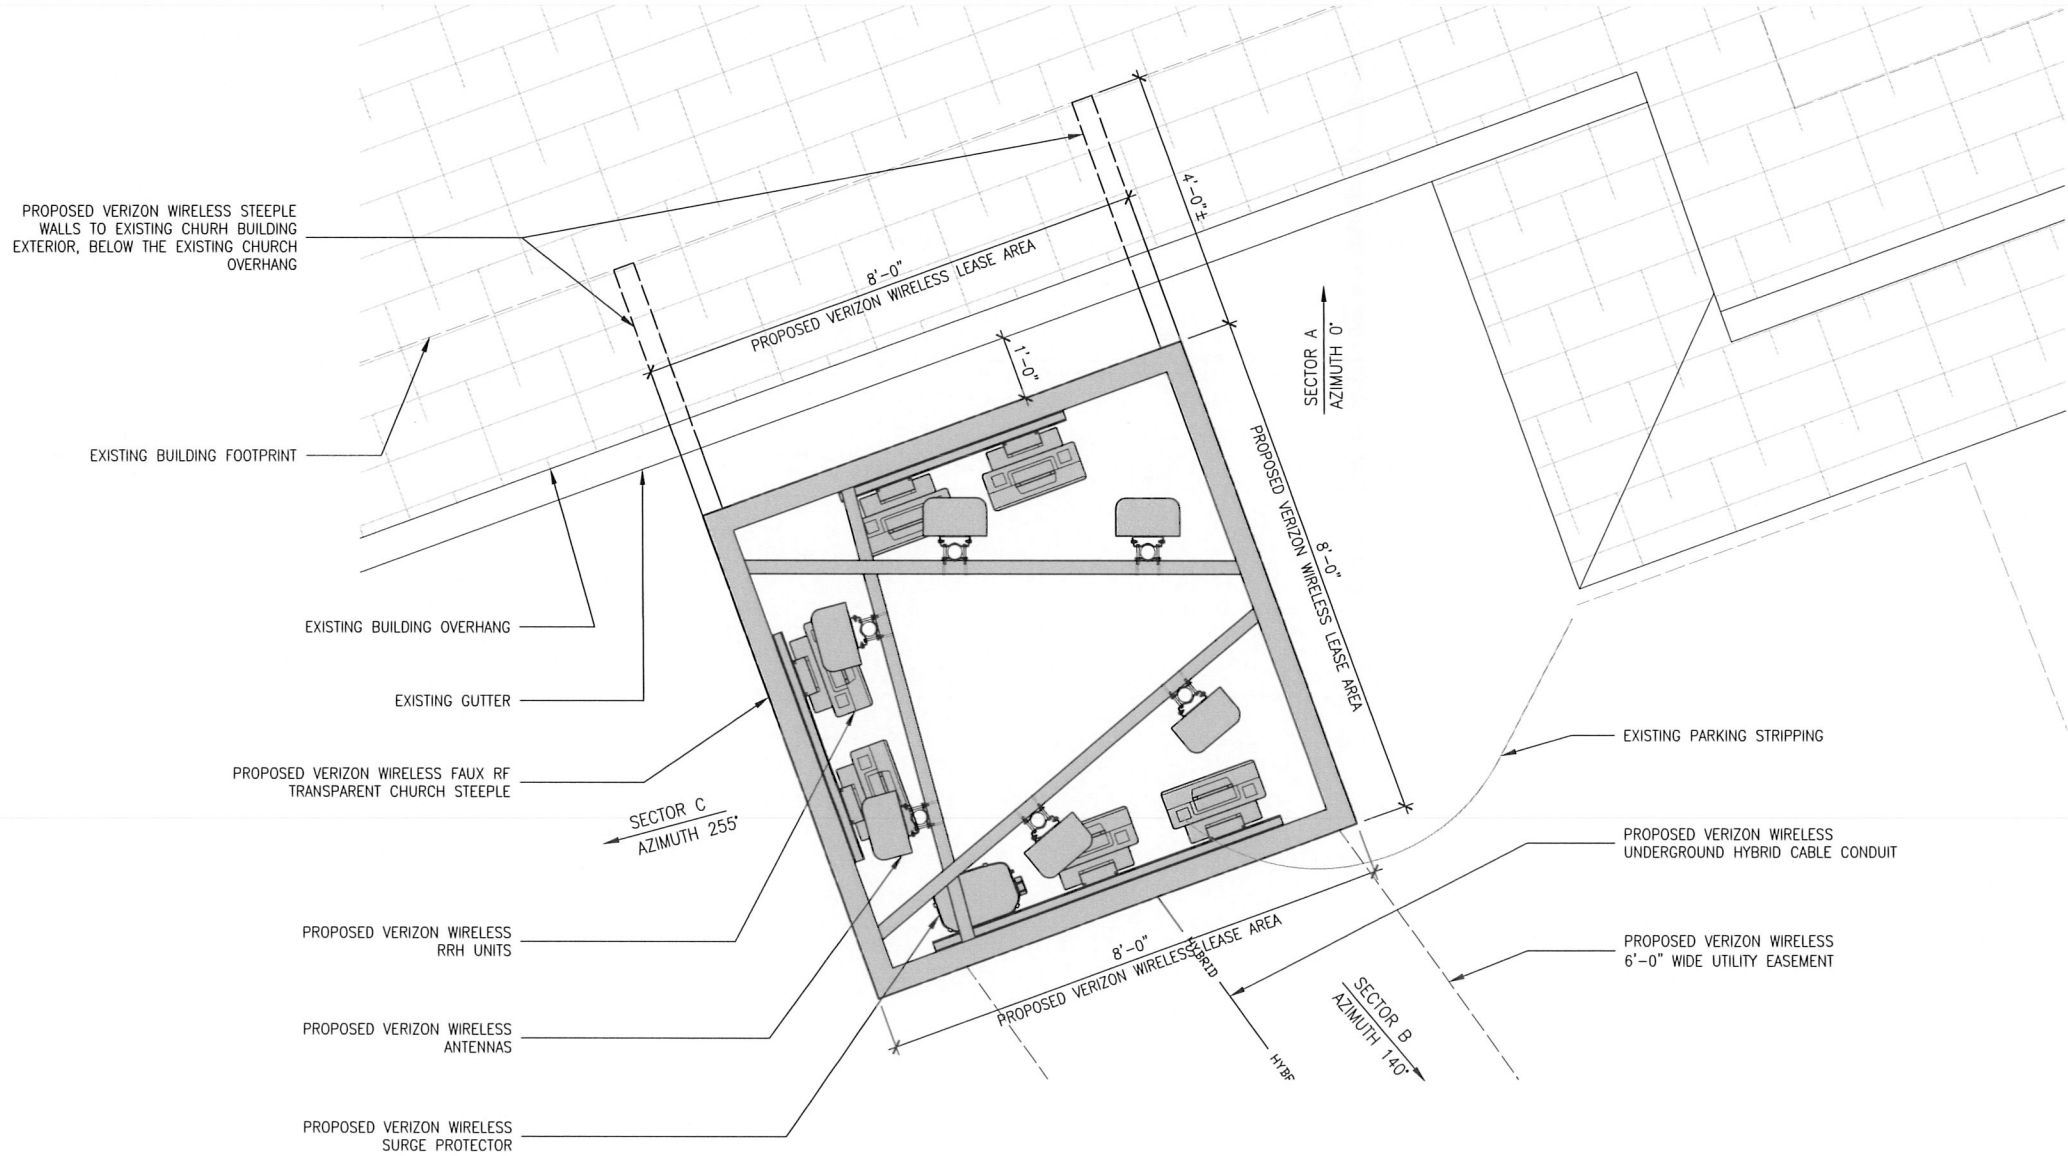 PROPOSED VERIZON WIRELESS STEEPLE
WALLS TO EXISTING CHURH BUILDING
EXTERIOR, BELOW THE EXISTING CHURCH
OVERHANG
EXISTING BUILDING FOOTPRINT
EXISTING BUILDING OVERHANG
EXISTING GUTTER
PROPOSED VERIZON WIRELESS FAUX RF
TRANSPARENT CHURCH STEEPLE
SECTOR C
AZIMUTH 255°
PROPOSED VERIZON WIRELESS
RRH UNITS
PROPOSED VERIZON WIRELESS
ANTENNAS
PROPOSED VERIZON WIRELESS
SURGE PROTECTOR
8'-0"
PROPOSED VERIZON WIRELESS LEASE AREA
4'-0"±
1'-0"
SECTOR A
AZIMUTH 0°
8'-0"
PROPOSED VERIZON WIRELESS LEASE AREA
8'-0"
PROPOSED VERIZON WIRELESS LEASE AREA
HYBRID
HYBR
SECTOR B
AZIMUTH 140°
EXISTING PARKING STRIPPING
PROPOSED VERIZON WIRELESS
UNDERGROUND HYBRID CABLE CONDUIT
PROPOSED VERIZON WIRELESS
6'-0" WIDE UTILITY EASEMENT